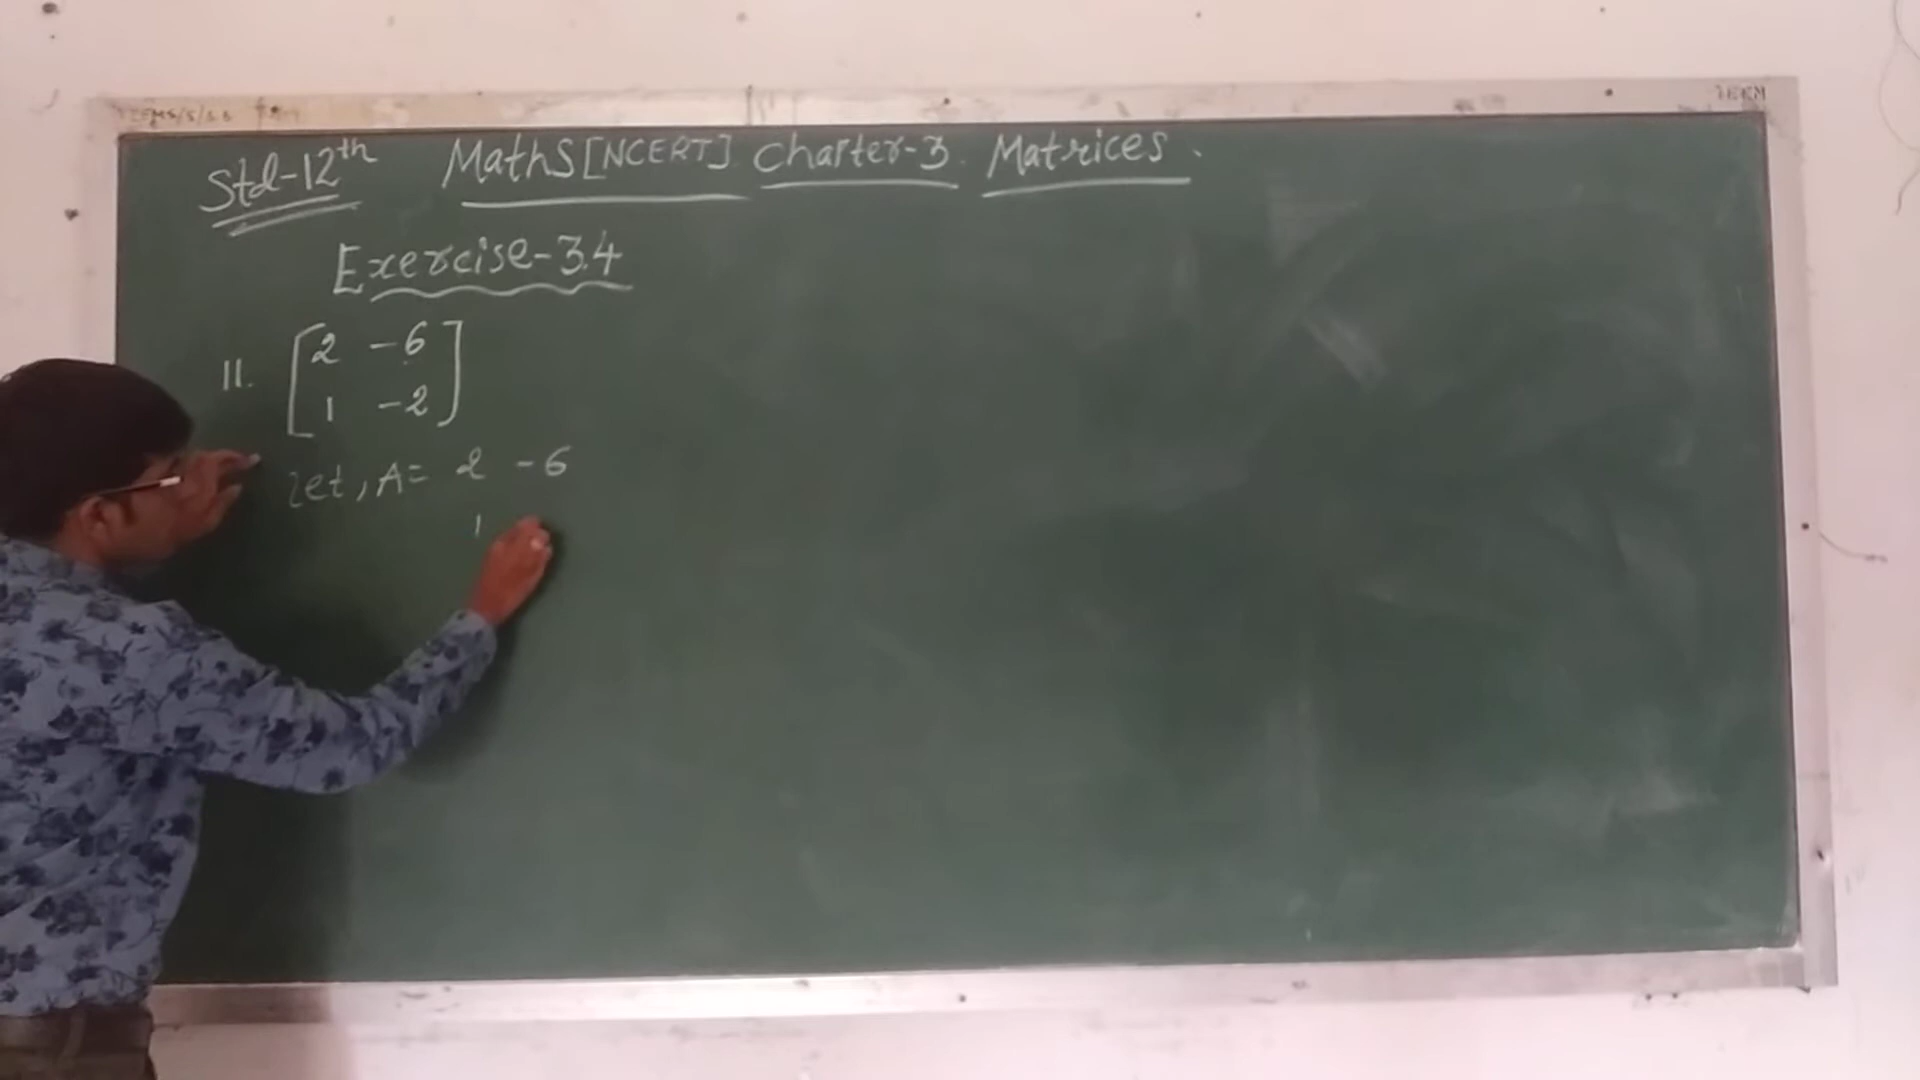 Std-12th Maths [NCERT] Chapter-3. Matrices.
Exercise-3.4
11. [2 -6
1 -2]
Let, A= 2 -6
1
TERM